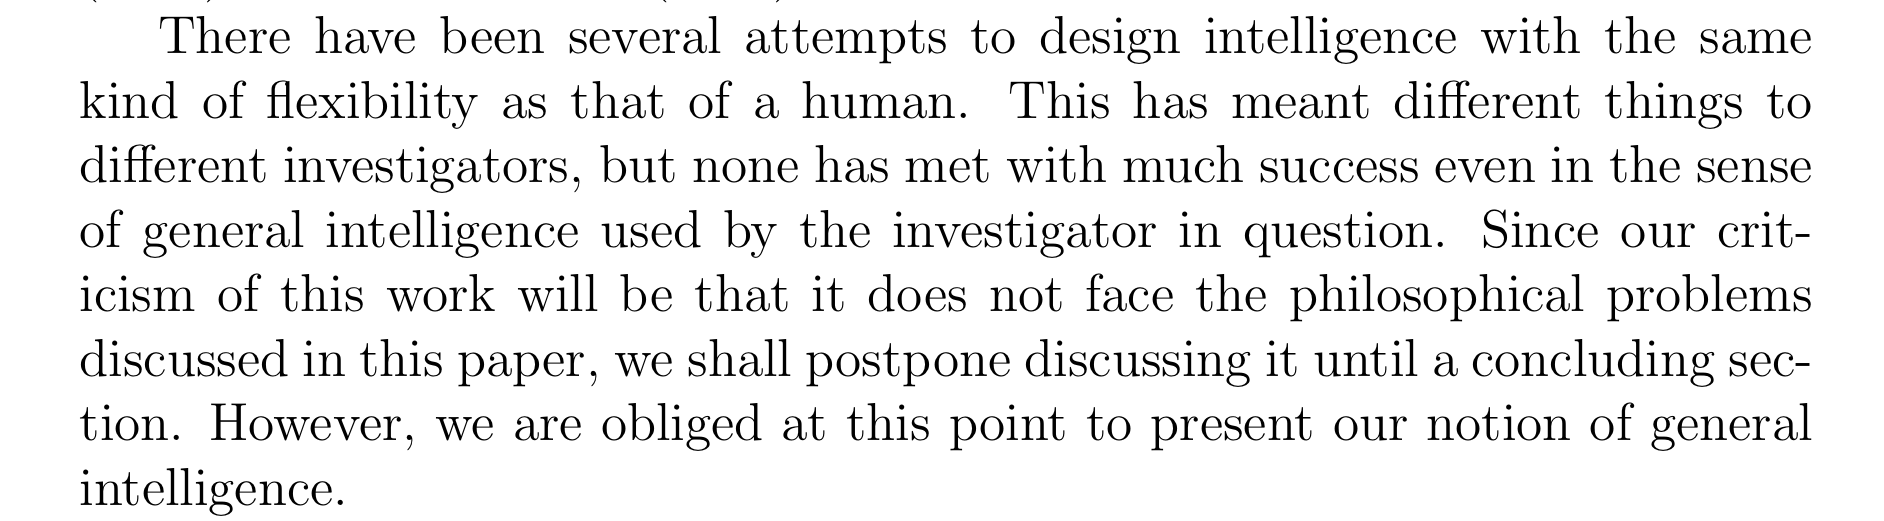 There have been several attempts to design intelligence with the same
kind of flexibility as that of a human. This has meant different things to
different investigators, but none has met with much success even in the sense
of general intelligence used by the investigator in question. Since our crit-
icism of this work will be that it does not face the philosophical problems
discussed in this paper, we shall postpone discussing it until a concluding sec-
tion. However, we are obliged at this point to present our notion of general
intelligence.